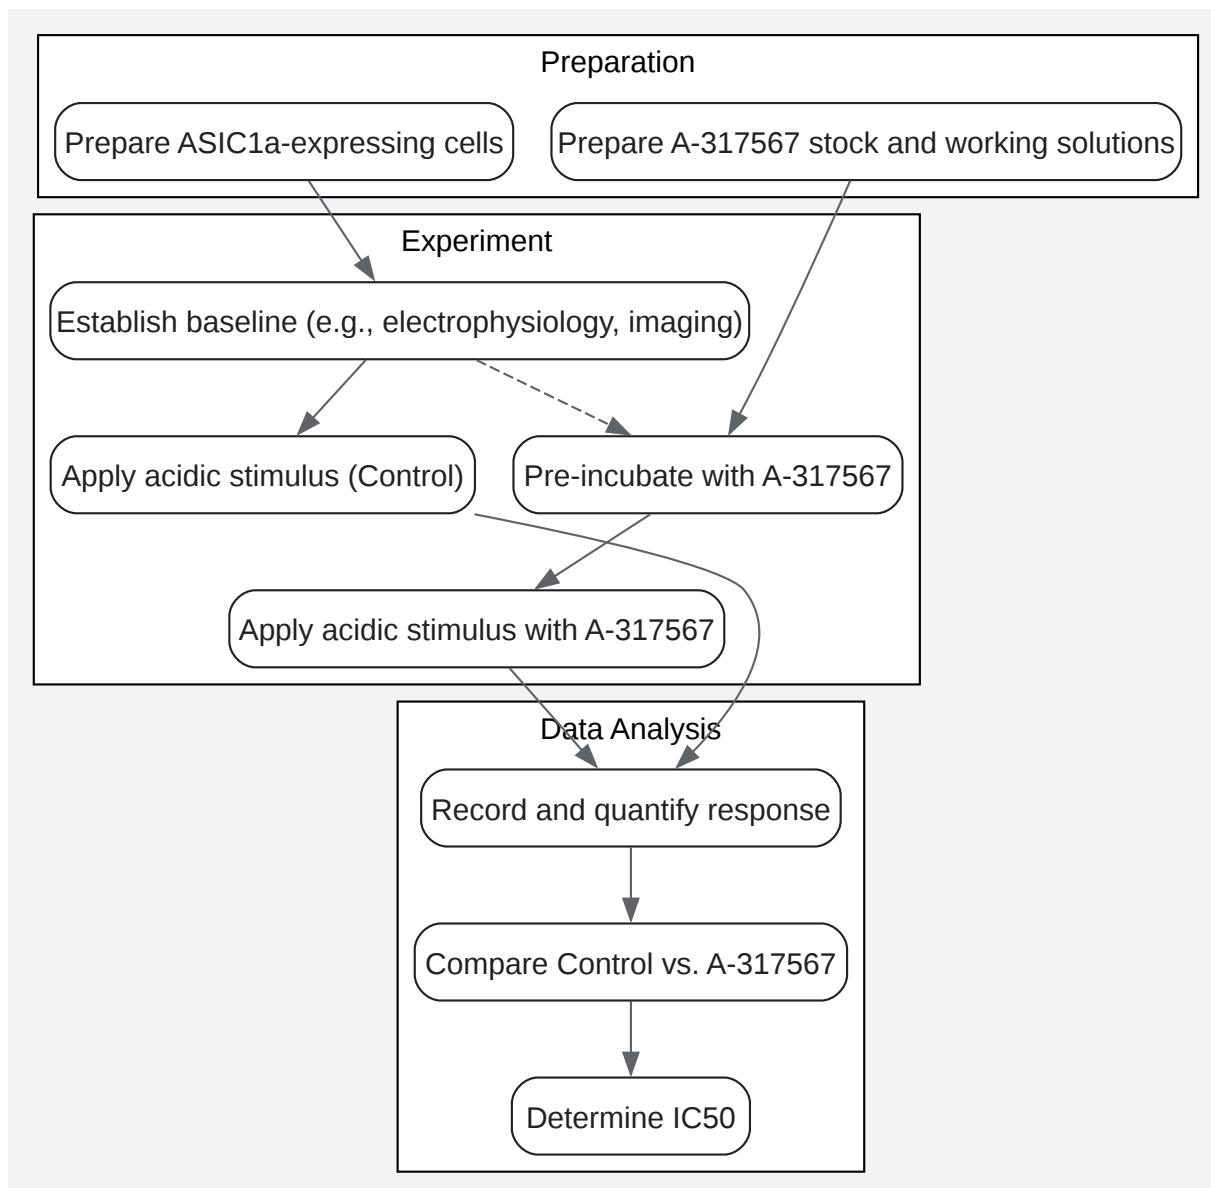 Preparation
Prepare ASIC1a-expressing cells
Prepare A-317567 stock and working solutions
Experiment
Establish baseline (e.g., electrophysiology, imaging)
Apply acidic stimulus (Control)
Pre-incubate with A-317567
Apply acidic stimulus with A-317567
Data Analysis
Record and quantify response
Compare Control vs. A-317567
Determine IC50